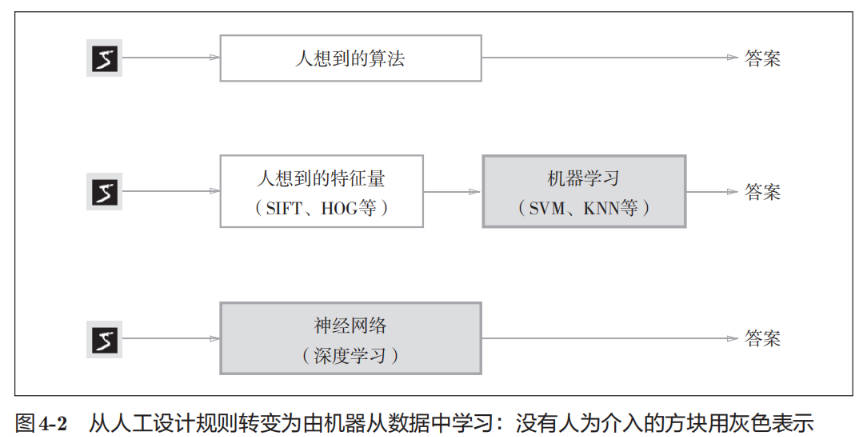 人想到的算法
答案
人想到的特征量
（SIFT、HOG等）
机器学习
（SVM、KNN等）
答案
神经网络
（深度学习）
答案
图4-2 从人工设计规则转变为由机器从数据中学习：没有人为介入的方块用灰色表示